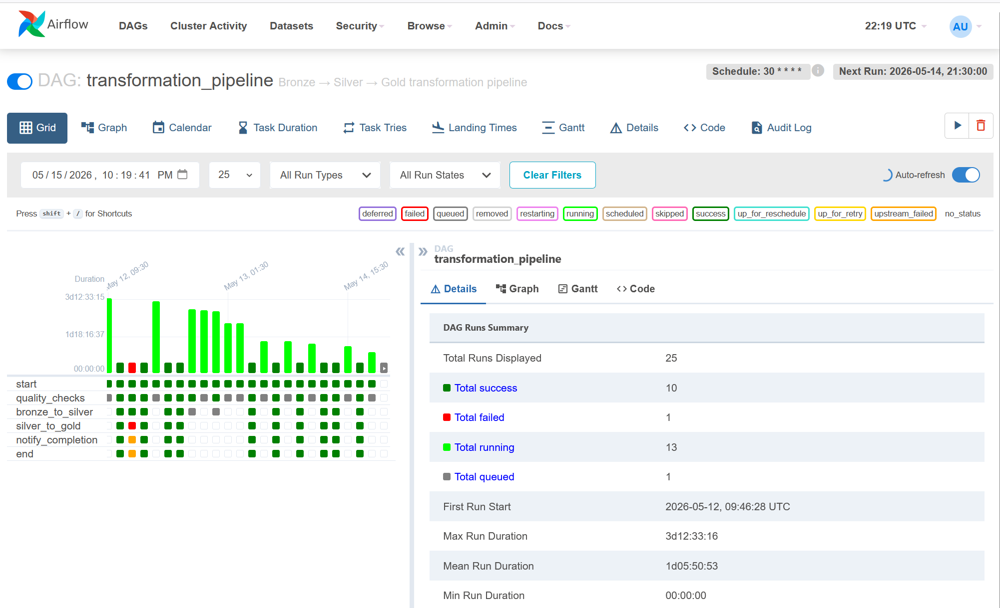 Airflow DAGs Cluster Activity Datasets Security Browse Admin Docs 22:19 UTC AU
DAG: transformation_pipeline Bronze → Silver → Gold transformation pipeline Schedule: 30 * * * * i Next Run: 2026-05-14, 21:30:00
Grid Graph Calendar Task Duration Task Tries Landing Times Gantt Details Code Audit Log
05/15/2026, 10:19:41 PM 25 All Run Types All Run States Clear Filters Auto-refresh
Press shift + / for Shortcuts deferred failed queued removed restarting running scheduled skipped success up_for_reschedule up_for_retry upstream_failed no_status
May 12, 09:30 May 13, 01:30 May 14, 15:30
Duration
3d12:33:15
1d18:16:37
00:00:00
start
quality_checks
bronze_to_silver
silver_to_gold
notify_completion
end
DAG
transformation_pipeline
Details Graph Gantt Code
DAG Runs Summary
Total Runs Displayed 25
Total success 10
Total failed 1
Total running 13
Total queued 1
First Run Start 2026-05-12, 09:46:28 UTC
Max Run Duration 3d12:33:16
Mean Run Duration 1d05:50:53
Min Run Duration 00:00:00